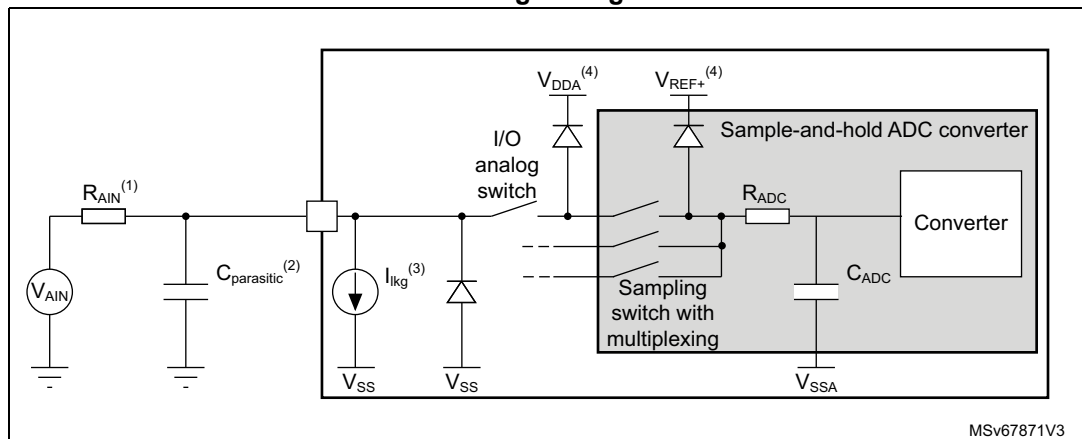 V_DDA^(4)
V_REF+^(4)
Sample-and-hold ADC converter
I/O
analog
switch
R_AIN^(1)
R_ADC
Converter
V_AIN
C_parasitic^(2)
I_lkg^(3)
C_ADC
Sampling
switch with
multiplexing
V_SS
V_SS
V_SSA
MSv67871V3